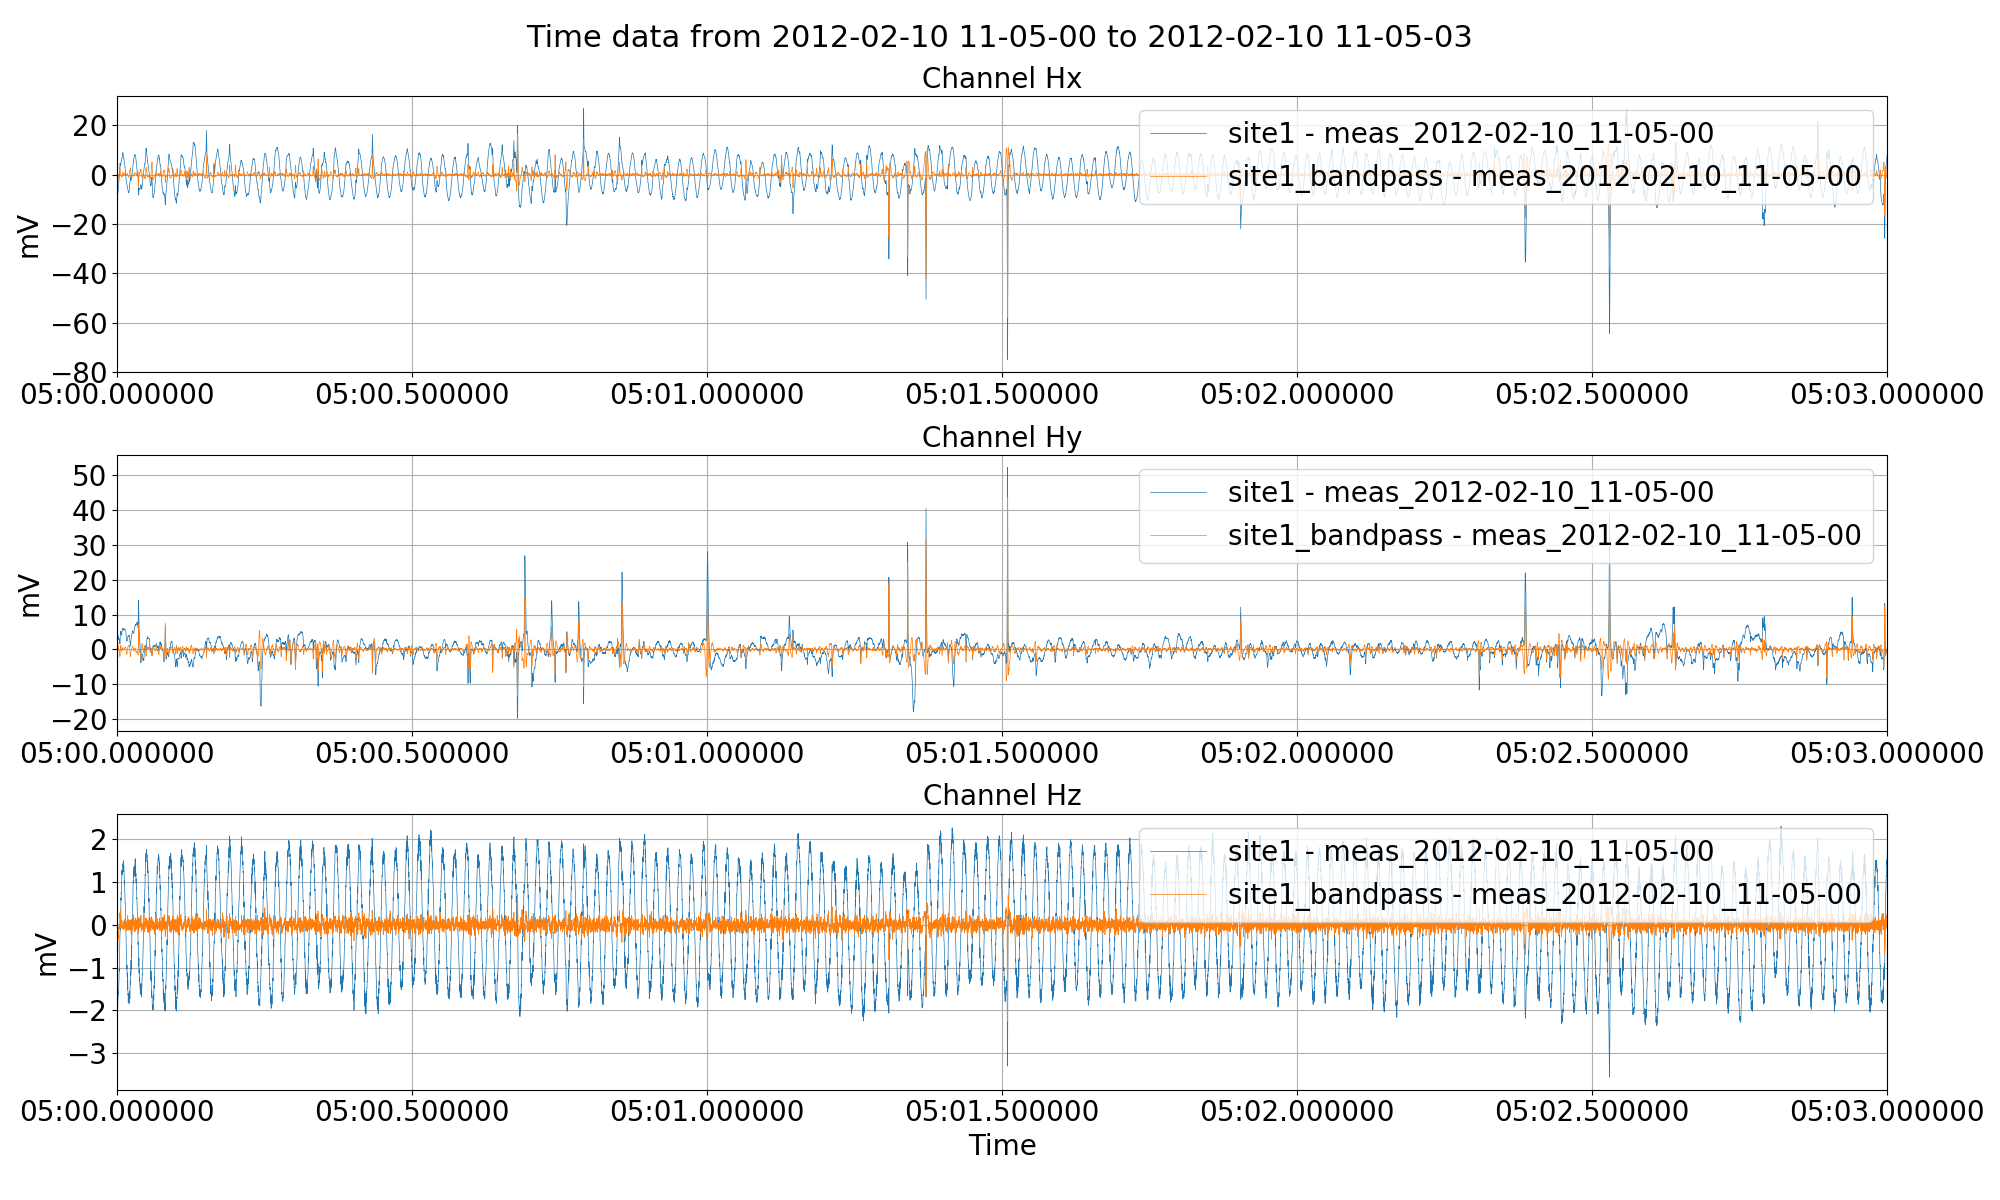 Time data from 2012-02-10 11-05-00 to 2012-02-10 11-05-03
Channel Hx
20
0
−20
−40
−60
−80
mV
site1 - meas_2012-02-10_11-05-00
site1_bandpass - meas_2012-02-10_11-05-00
05:00.000000 05:00.500000 05:01.000000 05:01.500000 05:02.000000 05:02.500000 05:03.000000
Channel Hy
50
40
30
20
10
0
−10
−20
mV
site1 - meas_2012-02-10_11-05-00
site1_bandpass - meas_2012-02-10_11-05-00
05:00.000000 05:00.500000 05:01.000000 05:01.500000 05:02.000000 05:02.500000 05:03.000000
Channel Hz
2
1
0
−1
−2
−3
mV
site1 - meas_2012-02-10_11-05-00
site1_bandpass - meas_2012-02-10_11-05-00
05:00.000000 05:00.500000 05:01.000000 05:01.500000 05:02.000000 05:02.500000 05:03.000000
Time